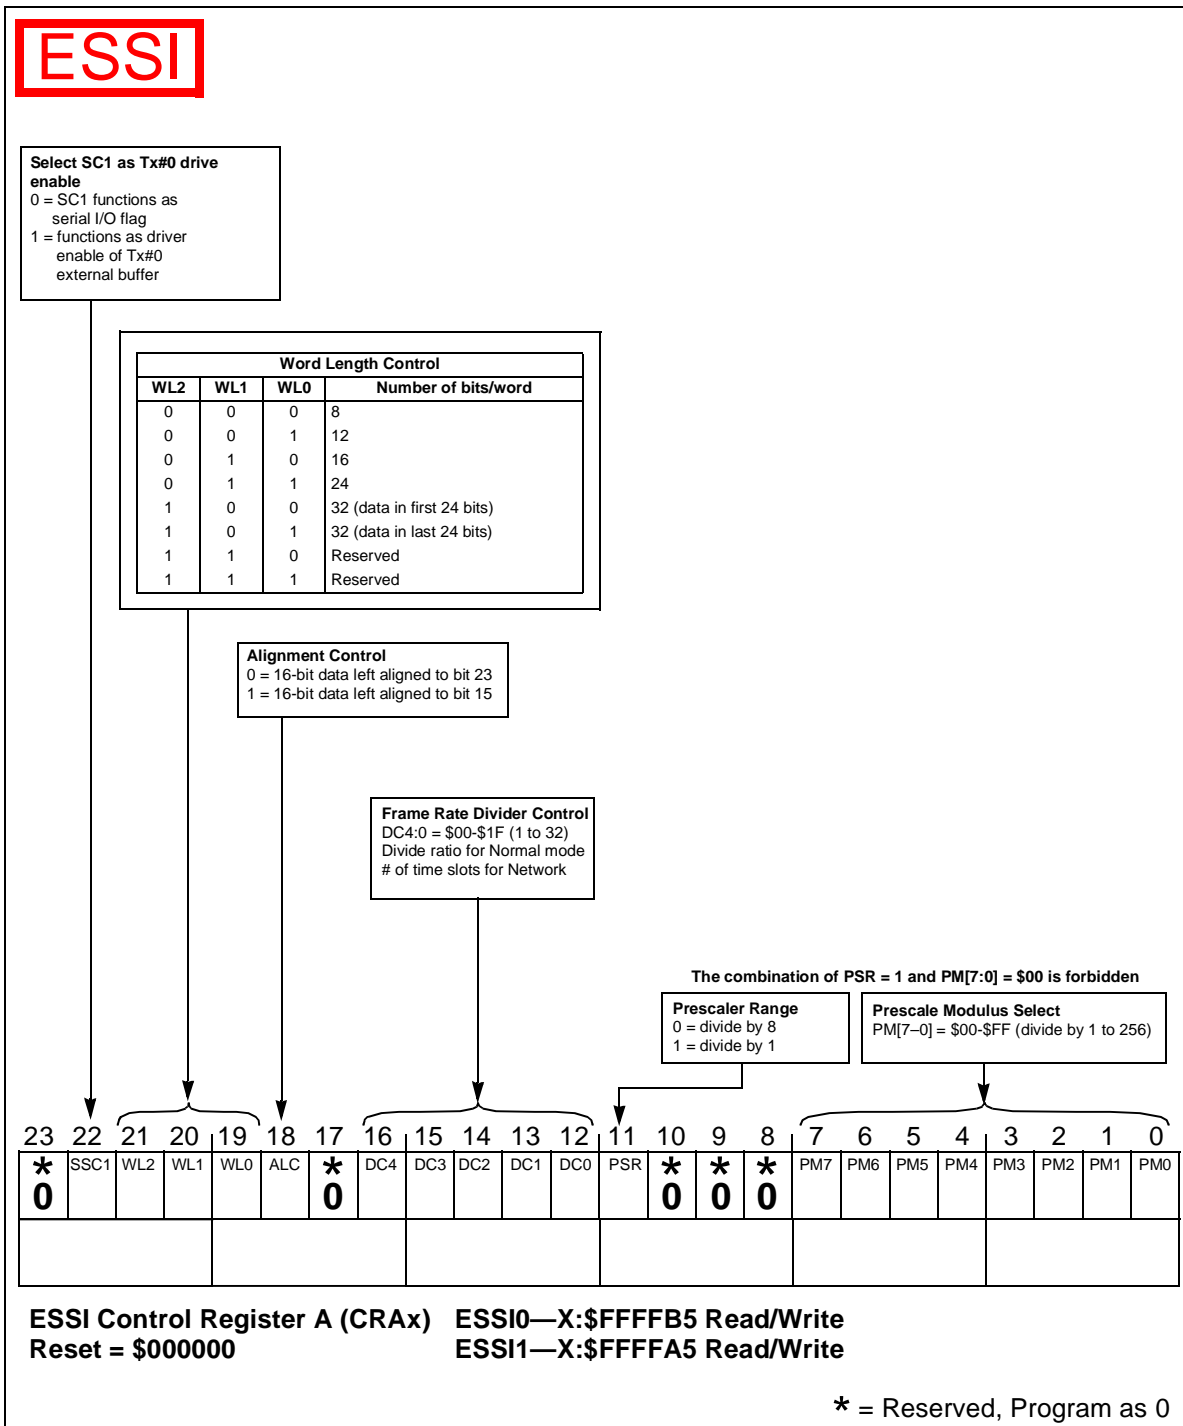 ESSI
Select SC1 as Tx#0 drive
enable
0 = SC1 functions as
serial I/O flag
1 = functions as driver
enable of Tx#0
external buffer
Word Length Control
WL2 WL1 WL0 Number of bits/word
0 0 0 8
0 0 1 12
0 1 0 16
0 1 1 24
1 0 0 32 (data in first 24 bits)
1 0 1 32 (data in last 24 bits)
1 1 0 Reserved
1 1 1 Reserved
Alignment Control
0 = 16-bit data left aligned to bit 23
1 = 16-bit data left aligned to bit 15
Frame Rate Divider Control
DC4:0 = $00-$1F (1 to 32)
Divide ratio for Normal mode
# of time slots for Network
The combination of PSR = 1 and PM[7:0] = $00 is forbidden
Prescaler Range
0 = divide by 8
1 = divide by 1
Prescale Modulus Select
PM[7–0] = $00-$FF (divide by 1 to 256)
23 22 21 20 19 18 17 16 15 14 13 12 11 10 9 8 7 6 5 4 3 2 1 0
* SSC1 WL2 WL1 WL0 ALC * DC4 DC3 DC2 DC1 DC0 PSR * * * PM7 PM6 PM5 PM4 PM3 PM2 PM1 PM0
0 0 0 0 0
ESSI Control Register A (CRAx) ESSI0—X:$FFFFB5 Read/Write
Reset = $000000 ESSI1—X:$FFFFA5 Read/Write
* = Reserved, Program as 0